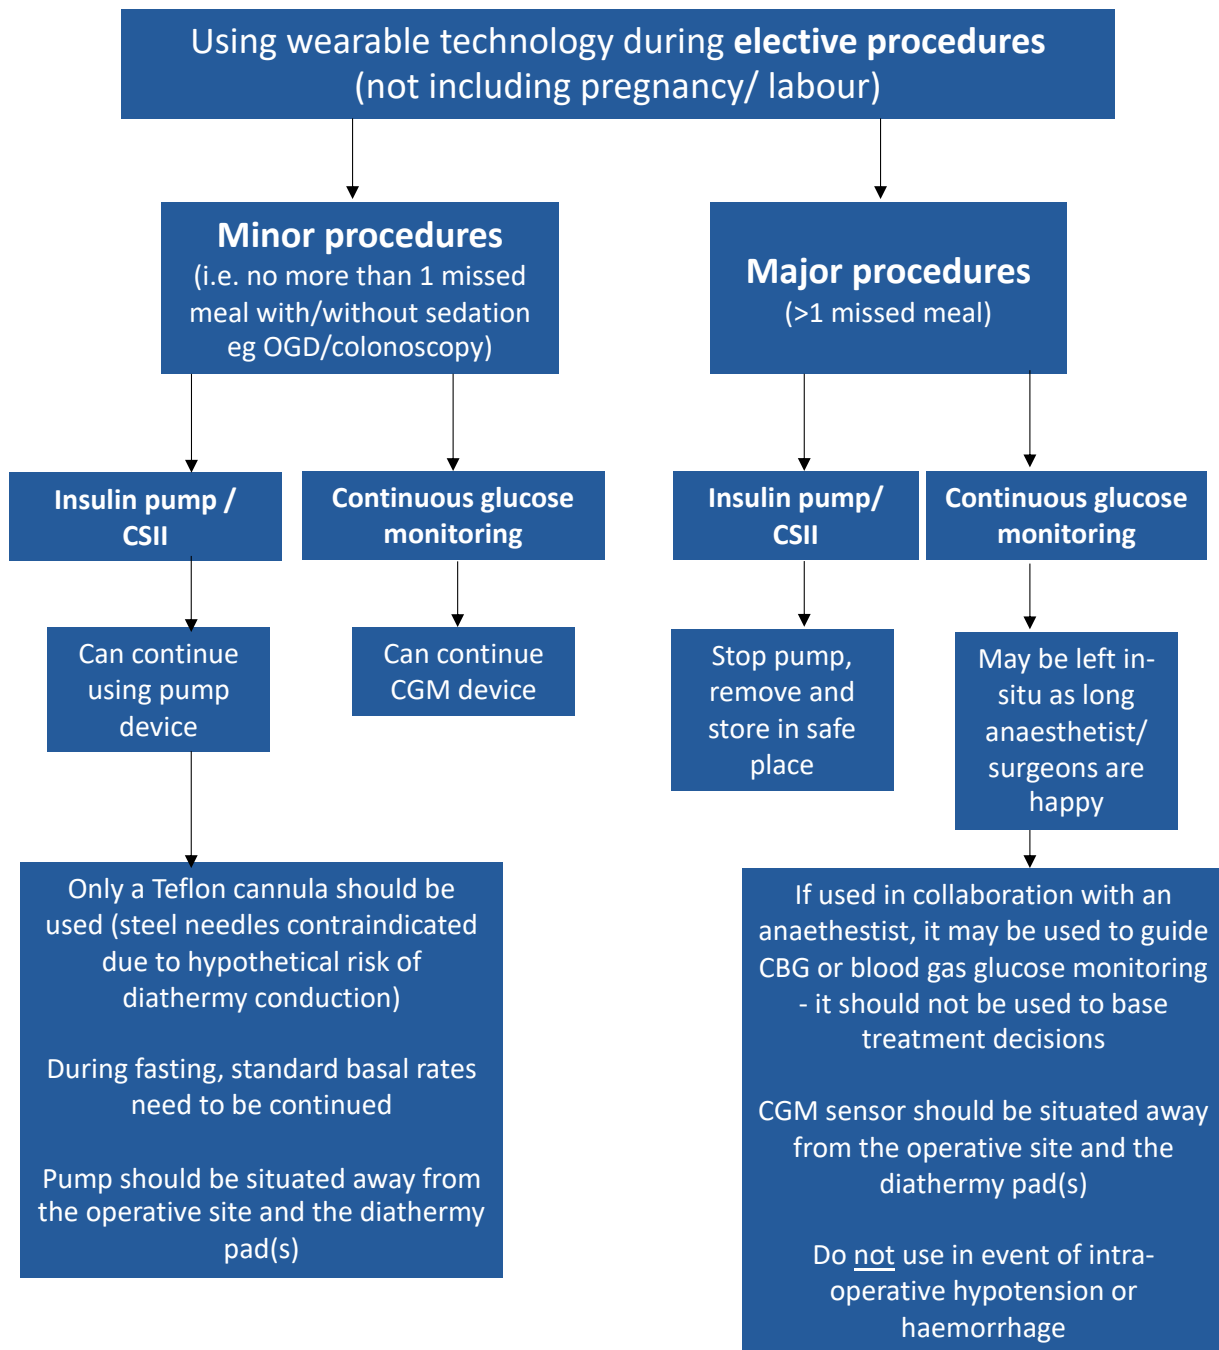 Using wearable technology during elective procedures
(not including pregnancy/ labour)
Minor procedures
(i.e. no more than 1 missed
meal with/without sedation
eg OGD/colonoscopy)
Major procedures
(>1 missed meal)
Insulin pump /
CSII
Continuous glucose
monitoring
Insulin pump/
CSII
Continuous glucose
monitoring
Can continue
using pump
device
Can continue
CGM device
Stop pump,
remove and
store in safe
place
May be left in-
situ as long
anaesthetist/
surgeons are
happy
Only a Teflon cannula should be
used (steel needles contraindicated
due to hypothetical risk of
diathermy conduction)
During fasting, standard basal rates
need to be continued
Pump should be situated away from
the operative site and the diathermy
pad(s)
If used in collaboration with an
anaethestist, it may be used to guide
CBG or blood gas glucose monitoring
- it should not be used to base
treatment decisions
CGM sensor should be situated away
from the operative site and the
diathermy pad(s)
Do not use in event of intra-
operative hypotension or
haemorrhage